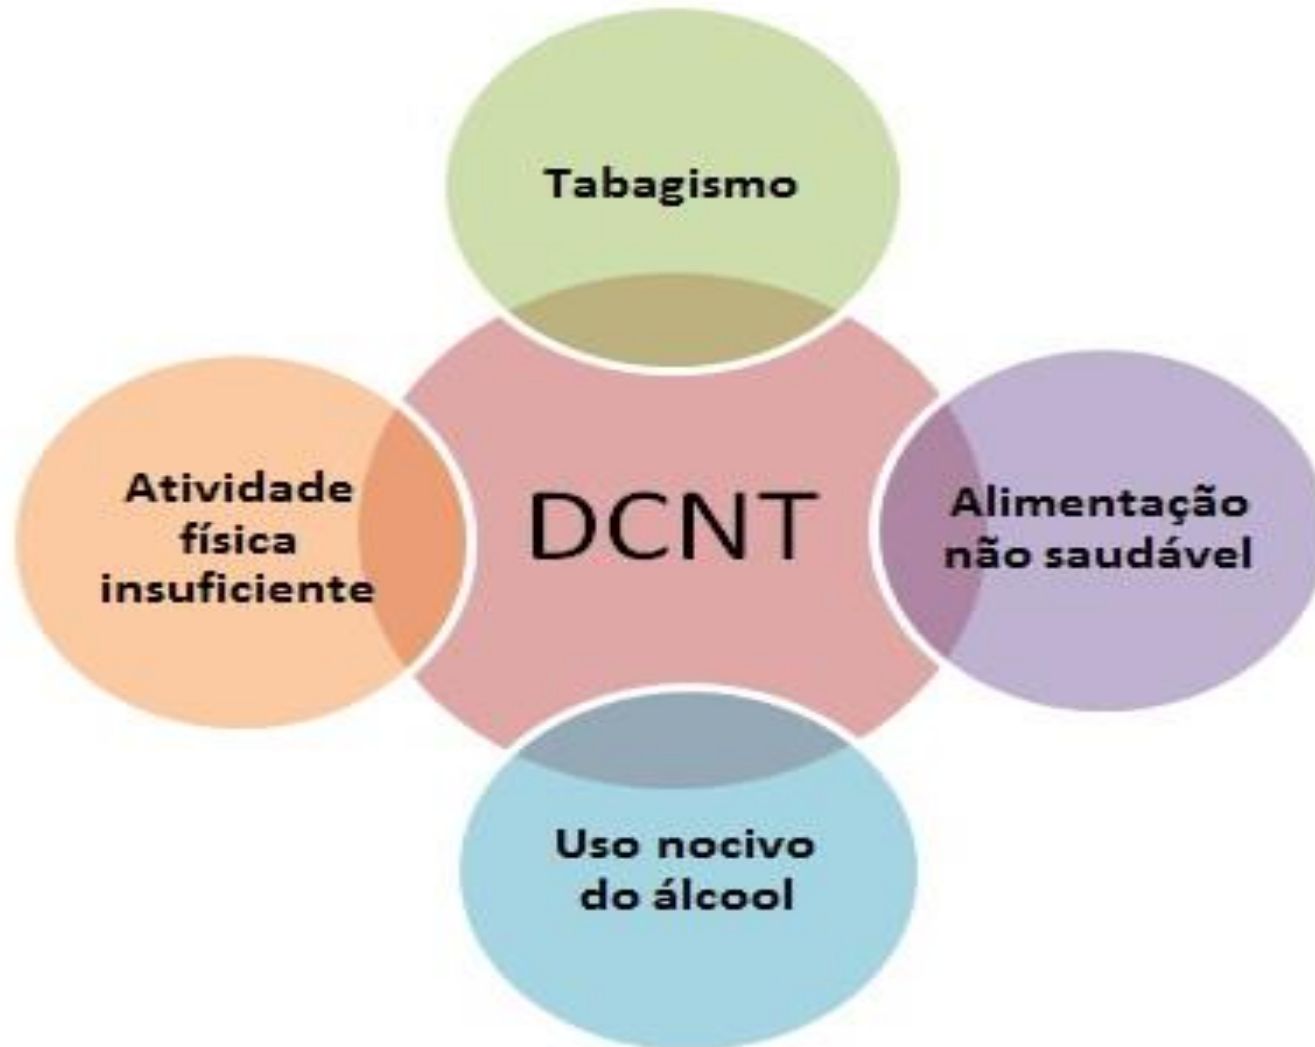 Tabagismo
Atividade
física
insuficiente
DCNT
Alimentação
não saudável
Uso nocivo
do álcool